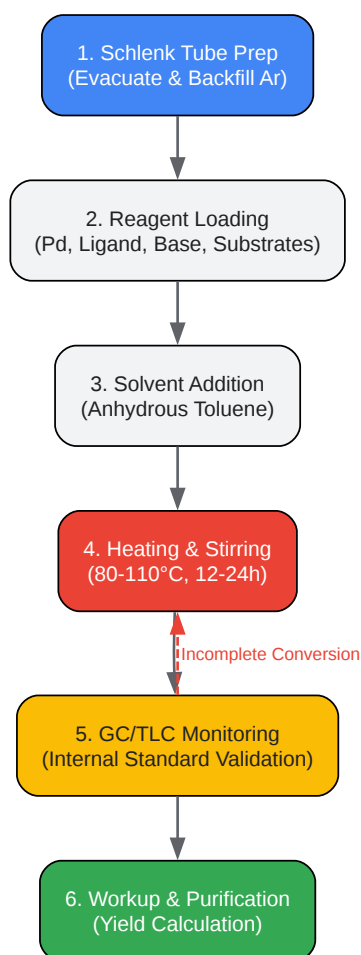 1. Schlenk Tube Prep
(Evacuate & Backfill Ar)
2. Reagent Loading
(Pd, Ligand, Base, Substrates)
3. Solvent Addition
(Anhydrous Toluene)
4. Heating & Stirring
(80-110°C, 12-24h)
Incomplete Conversion
5. GC/TLC Monitoring
(Internal Standard Validation)
6. Workup & Purification
(Yield Calculation)